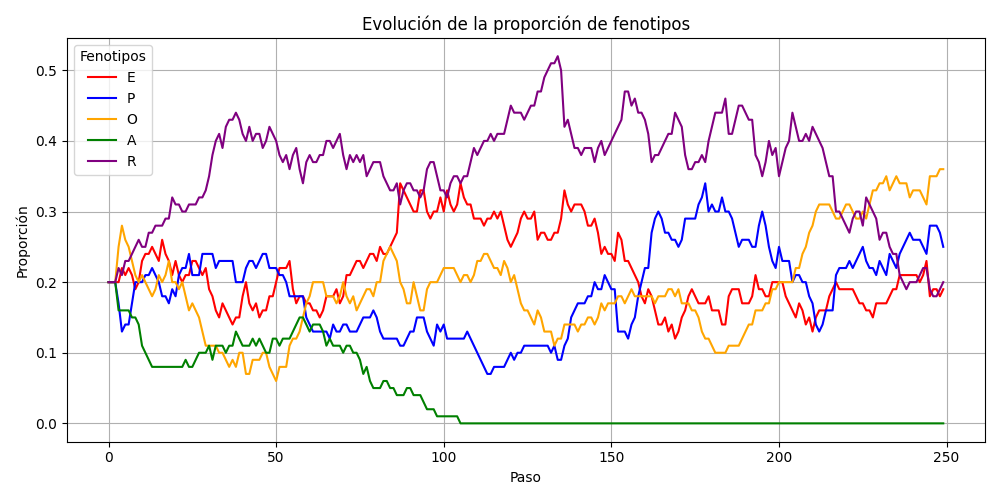 Evolución de la proporción de fenotipos
Fenotipos
E
P
O
A
R
Proporción
0.5
0.4
0.3
0.2
0.1
0.0
0 50 100 150 200 250
Paso